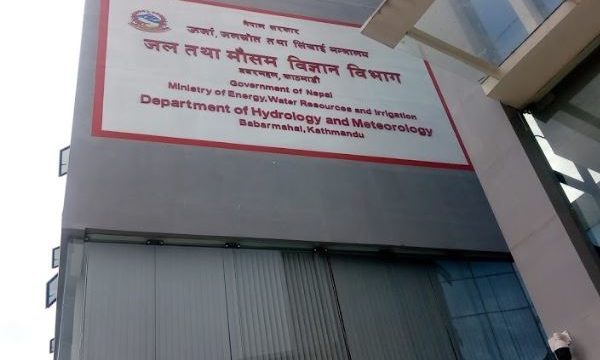 नेपाल सरकार
ऊर्जा, जलस्रोत तथा सिंचाई मन्त्रालय
जल तथा मौसम विज्ञान विभाग
बबरमहल, काठमाडौं
Government of Nepal
Ministry of Energy, Water Resources and Irrigation
Department of Hydrology and Meteorology
Babarmahal, Kathmandu